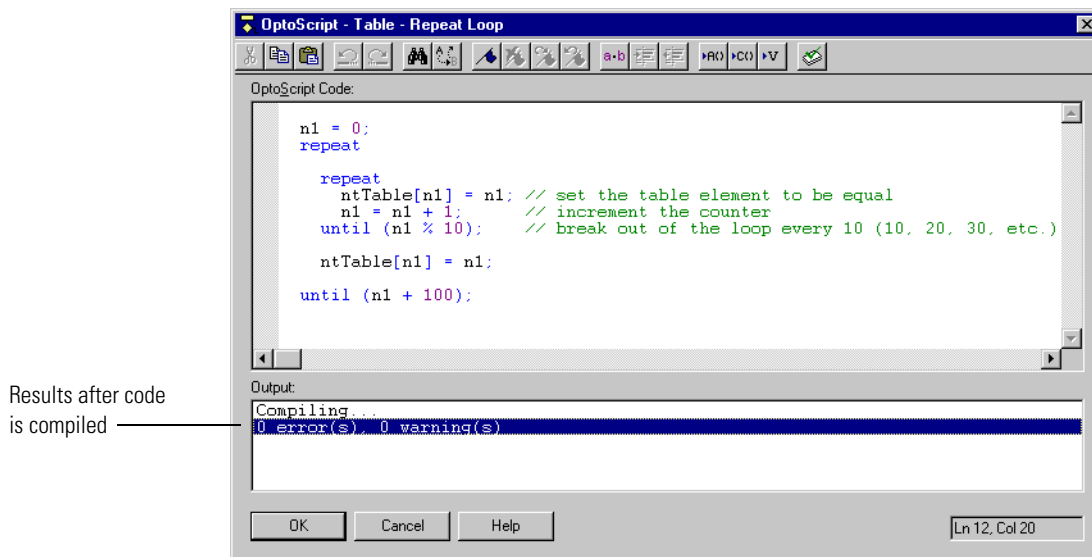 OptoScript - Table - Repeat Loop
a•b A() C() V
OptoScript Code:
n1 = 0;
repeat
repeat
ntTable[n1] = n1; // set the table element to be equal
n1 = n1 + 1; // increment the counter
until (n1 % 10); // break out of the loop every 10 (10, 20, 30, etc.)
ntTable[n1] = n1;
until (n1 + 100);
Output:
Compiling...
0 error(s), 0 warning(s)
Results after code
is compiled
OK Cancel Help Ln 12, Col 20